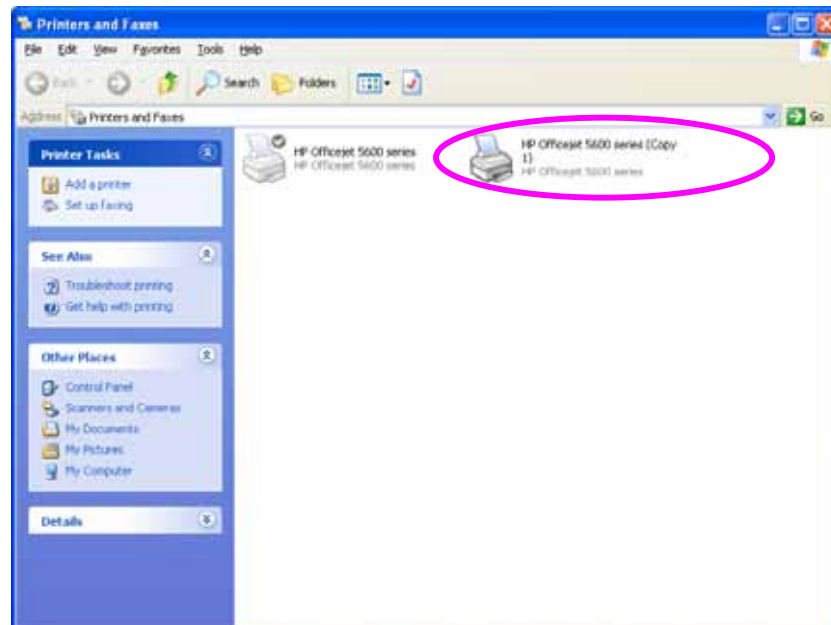 Printers and Faxes
File Edit View Favorites Tools Help
Back Search Folders
Address Printers and Faxes Go
Printer Tasks
Add a printer
Set up faxing
See Also
Troubleshoot printing
Get help with printing
Other Places
Control Panel
Scanners and Cameras
My Documents
My Pictures
My Computer
Details
HP Officejet 5600 series
HP Officejet 5600 series
HP Officejet 5600 series (Copy
1)
HP Officejet 5600 series